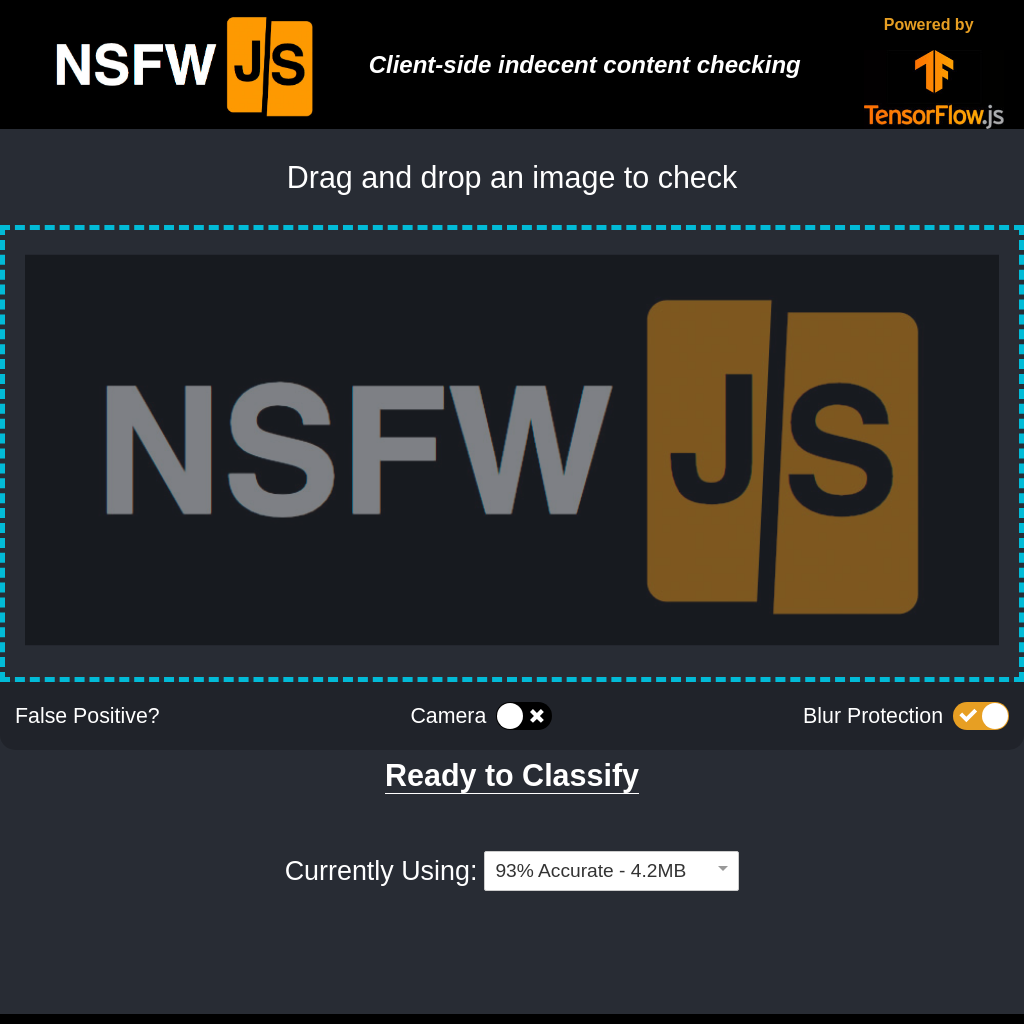 NSFW JS
Client-side indecent content checking
Powered by
TensorFlow.js
Drag and drop an image to check
NSFW JS
False Positive?
Camera
Blur Protection
Ready to Classify
Currently Using: 93% Accurate - 4.2MB